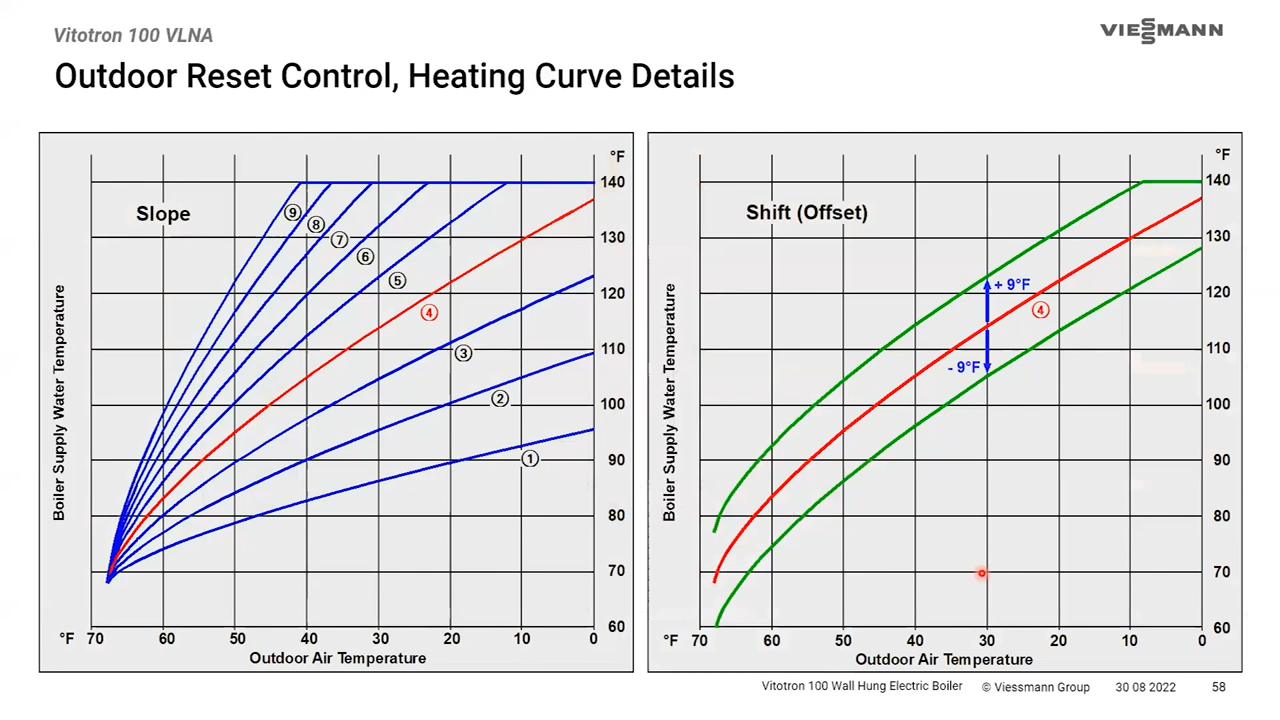 Vitotron 100 VLNA
VIESSMANN
Outdoor Reset Control, Heating Curve Details
Slope
°F
140
130
120
110
100
90
80
70
60
9
8
7
6
5
4
3
2
1
Boiler Supply Water Temperature
°F 70 60 50 40 30 20 10 0
Outdoor Air Temperature
Shift (Offset)
°F
140
130
120
110
100
90
80
70
60
+ 9°F
4
- 9°F
Boiler Supply Water Temperature
°F 70 60 50 40 30 20 10 0
Outdoor Air Temperature
Vitotron 100 Wall Hung Electric Boiler © Viessmann Group 30 08 2022 58